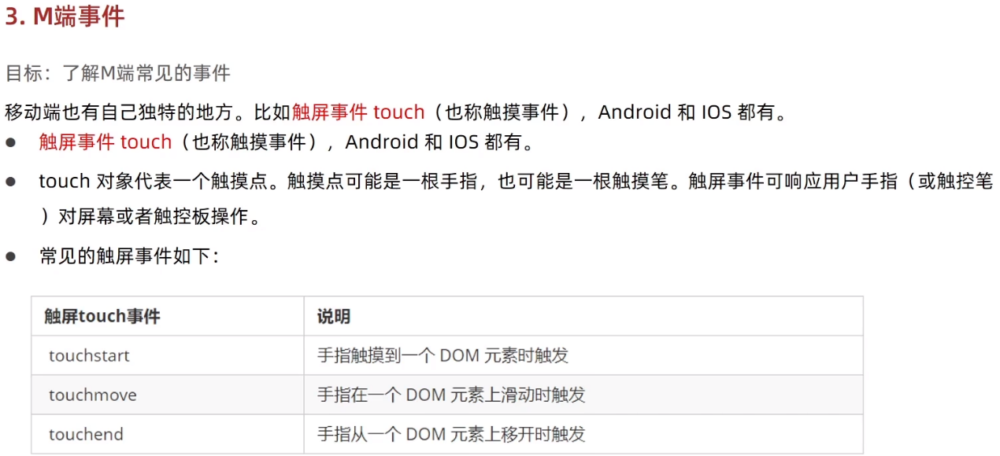 3. M端事件
目标：了解M端常见的事件
移动端也有自己独特的地方。比如触屏事件 touch（也称触摸事件），Android 和 IOS 都有。
● 触屏事件 touch（也称触摸事件），Android 和 IOS 都有。
● touch 对象代表一个触摸点。触摸点可能是一根手指，也可能是一根触摸笔。触屏事件可响应用户手指（或触控笔
）对屏幕或者触控板操作。
● 常见的触屏事件如下：
触屏touch事件 说明
touchstart 手指触摸到一个 DOM 元素时触发
touchmove 手指在一个 DOM 元素上滑动时触发
touchend 手指从一个 DOM 元素上移开时触发